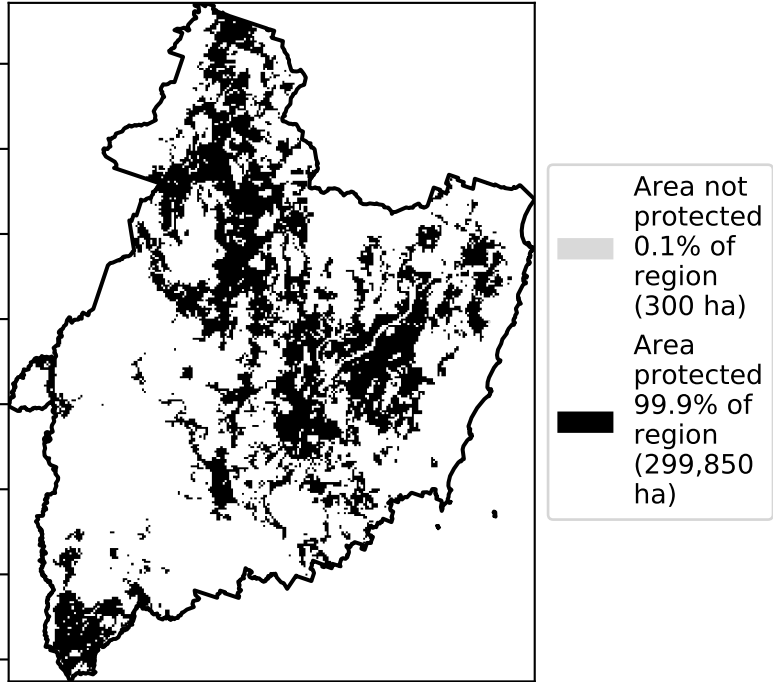 Area not
protected
0.1% of
region
(300 ha)
Area
protected
99.9% of
region
(299,850
ha)